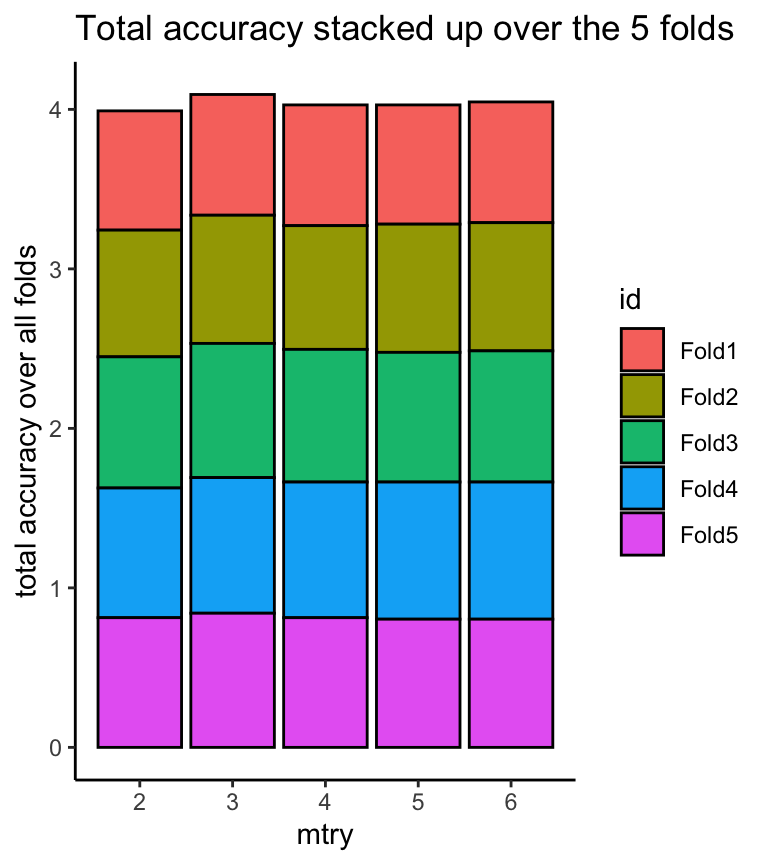 Total accuracy stacked up over the 5 folds
total accuracy over all folds
4
3
2
1
0
2 3 4 5 6
mtry
id
Fold1
Fold2
Fold3
Fold4
Fold5